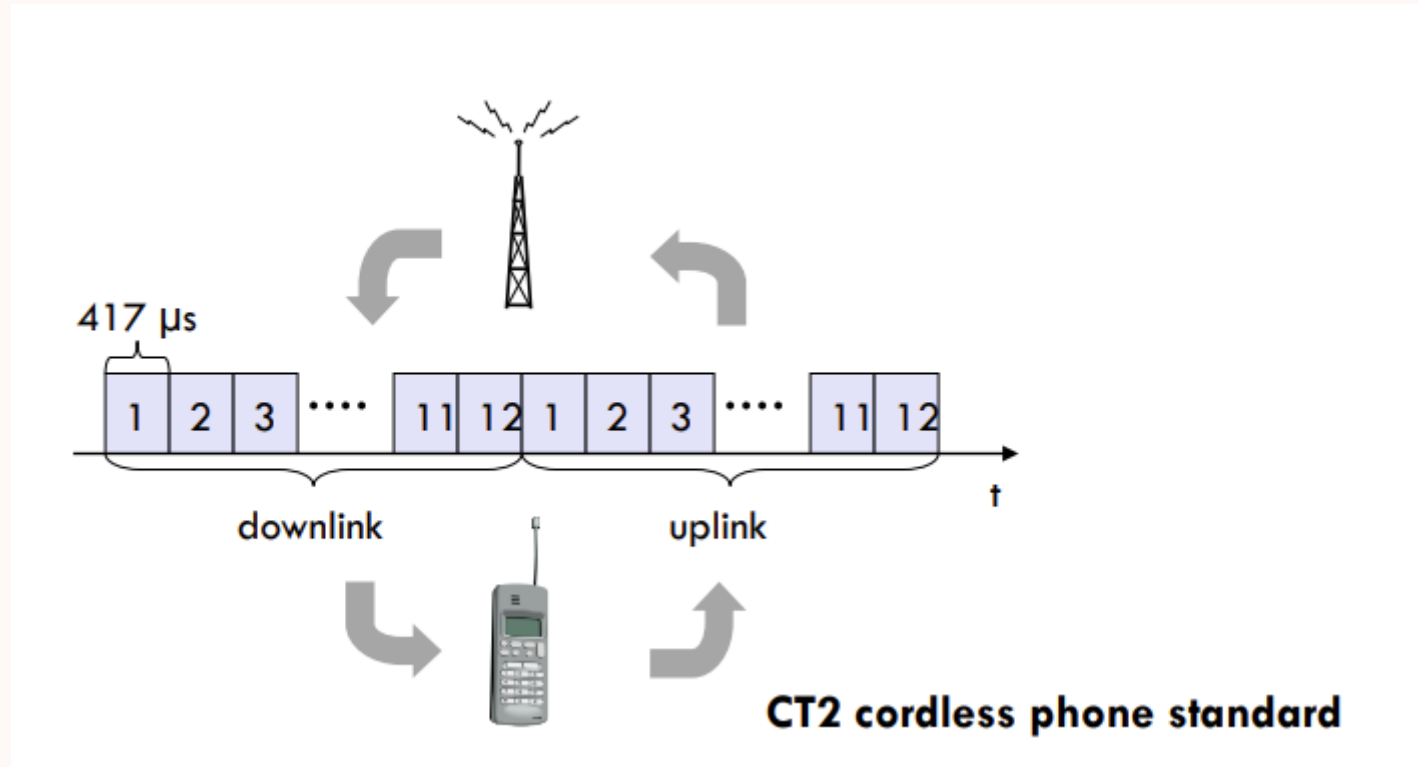 417 µs
1 2 3 .... 11 12 1 2 3 .... 11 12
t
downlink uplink
CT2 cordless phone standard